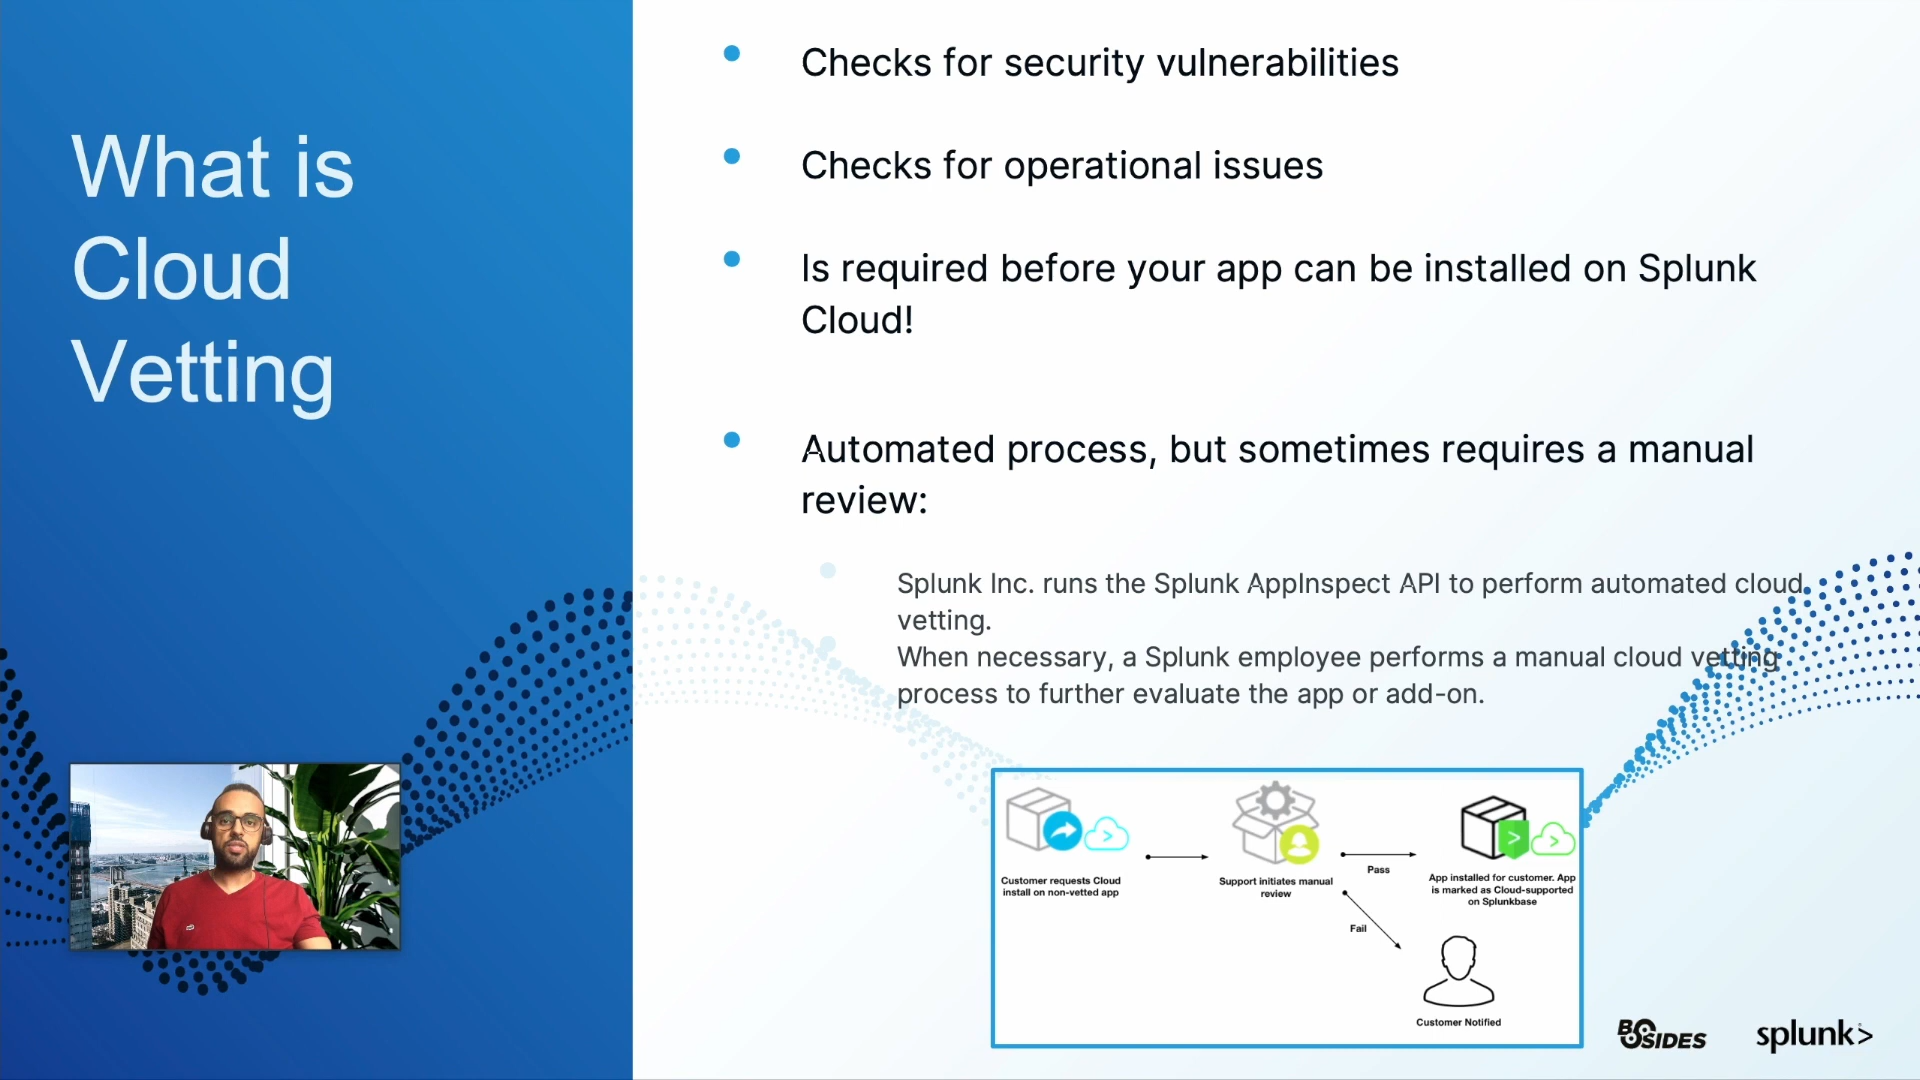 What is
Cloud
Vetting
Checks for security vulnerabilities
Checks for operational issues
Is required before your app can be installed on Splunk
Cloud!
Automated process, but sometimes requires a manual
review:
Splunk Inc. runs the Splunk AppInspect API to perform automated cloud
vetting.
When necessary, a Splunk employee performs a manual cloud vetting
process to further evaluate the app or add-on.
Customer requests Cloud
install on non-vetted app
Support initiates manual
review
Pass
Fail
App installed for customer. App
is marked as Cloud-supported
on Splunkbase
Customer Notified
BSIDES
splunk>